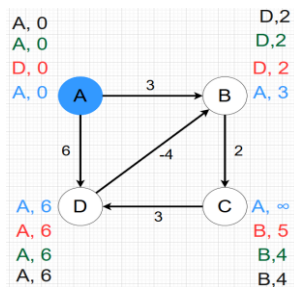 A, 0
D,2
A, 0
D,2
D, 0
D, 2
A, 0
A, 3
A
3
B
6
-4
2
D
3
C
A, 6
A, ∞
A, 6
B, 5
A, 6
B,4
A, 6
B,4